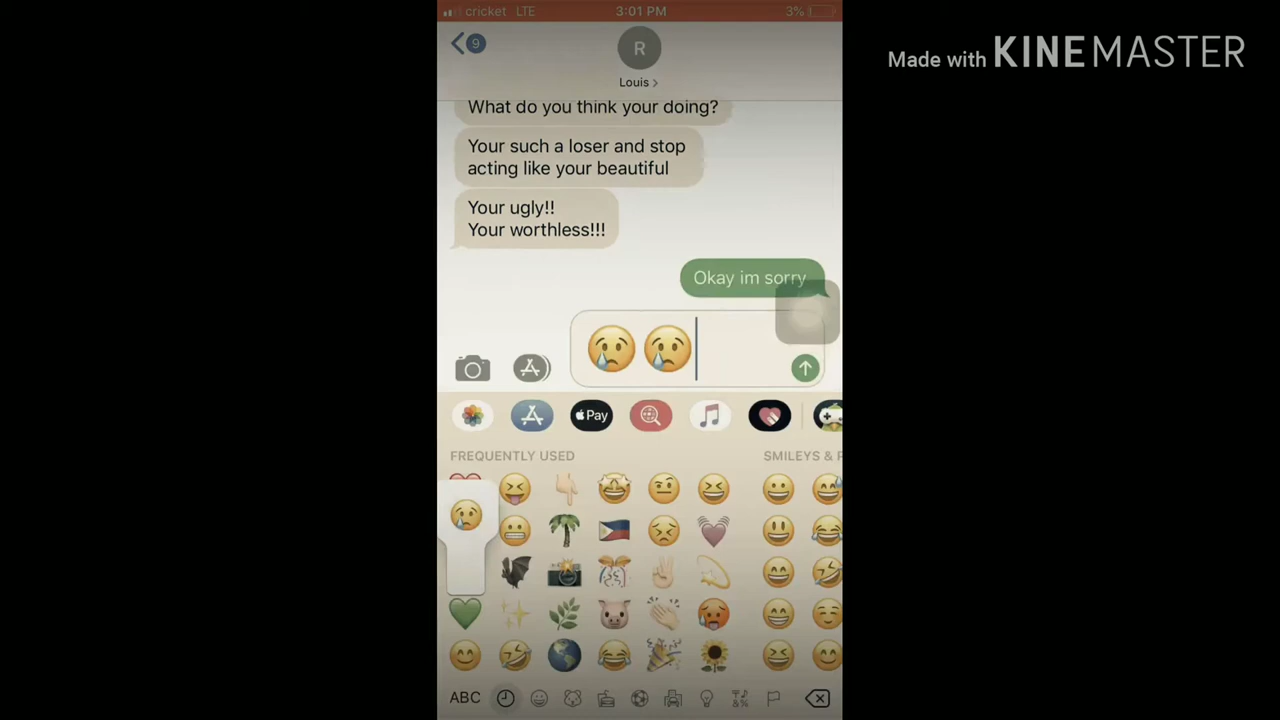 cricket LTE
3:01 PM
3%
9
R
Louis
Made with KINEMASTER
What do you think your doing?
Your such a loser and stop
acting like your beautiful
Your ugly!!
Your worthless!!!
Okay im sorry
Pay
FREQUENTLY USED
SMILEYS &
ABC